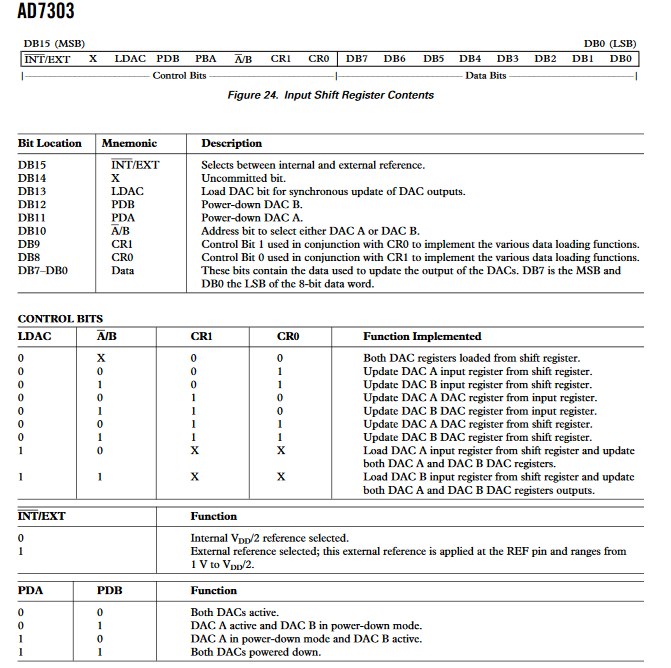 AD7303
DB15 (MSB) DB0 (LSB)
INT/EXT X LDAC PDB PBA A/B CR1 CR0 DB7 DB6 DB5 DB4 DB3 DB2 DB1 DB0
Control Bits Data Bits
Figure 24. Input Shift Register Contents
Bit Location Mnemonic Description
DB15 INT/EXT Selects between internal and external reference.
DB14 X Uncommitted bit.
DB13 LDAC Load DAC bit for synchronous update of DAC outputs.
DB12 PDB Power-down DAC B.
DB11 PDA Power-down DAC A.
DB10 A/B Address bit to select either DAC A or DAC B.
DB9 CR1 Control Bit 1 used in conjunction with CR0 to implement the various data loading functions.
DB8 CR0 Control Bit 0 used in conjunction with CR1 to implement the various data loading functions.
DB7–DB0 Data These bits contain the data used to update the output of the DACs. DB7 is the MSB and
DB0 the LSB of the 8-bit data word.
CONTROL BITS
LDAC A/B CR1 CR0 Function Implemented
0 X 0 0 Both DAC registers loaded from shift register.
0 0 0 1 Update DAC A input register from shift register.
0 1 0 1 Update DAC B input register from shift register.
0 0 1 0 Update DAC A DAC register from input register.
0 1 1 0 Update DAC B DAC register from input register.
0 0 1 1 Update DAC A DAC register from shift register.
0 1 1 1 Update DAC B DAC register from shift register.
1 0 X X Load DAC A input register from shift register and update
both DAC A and DAC B DAC registers.
1 1 X X Load DAC B input register from shift register and update
both DAC A and DAC B DAC registers outputs.
INT/EXT Function
0 Internal VDD/2 reference selected.
1 External reference selected; this external reference is applied at the REF pin and ranges from
1 V to VDD/2.
PDA PDB Function
0 0 Both DACs active.
0 1 DAC A active and DAC B in power-down mode.
1 0 DAC A in power-down mode and DAC B active.
1 1 Both DACs powered down.